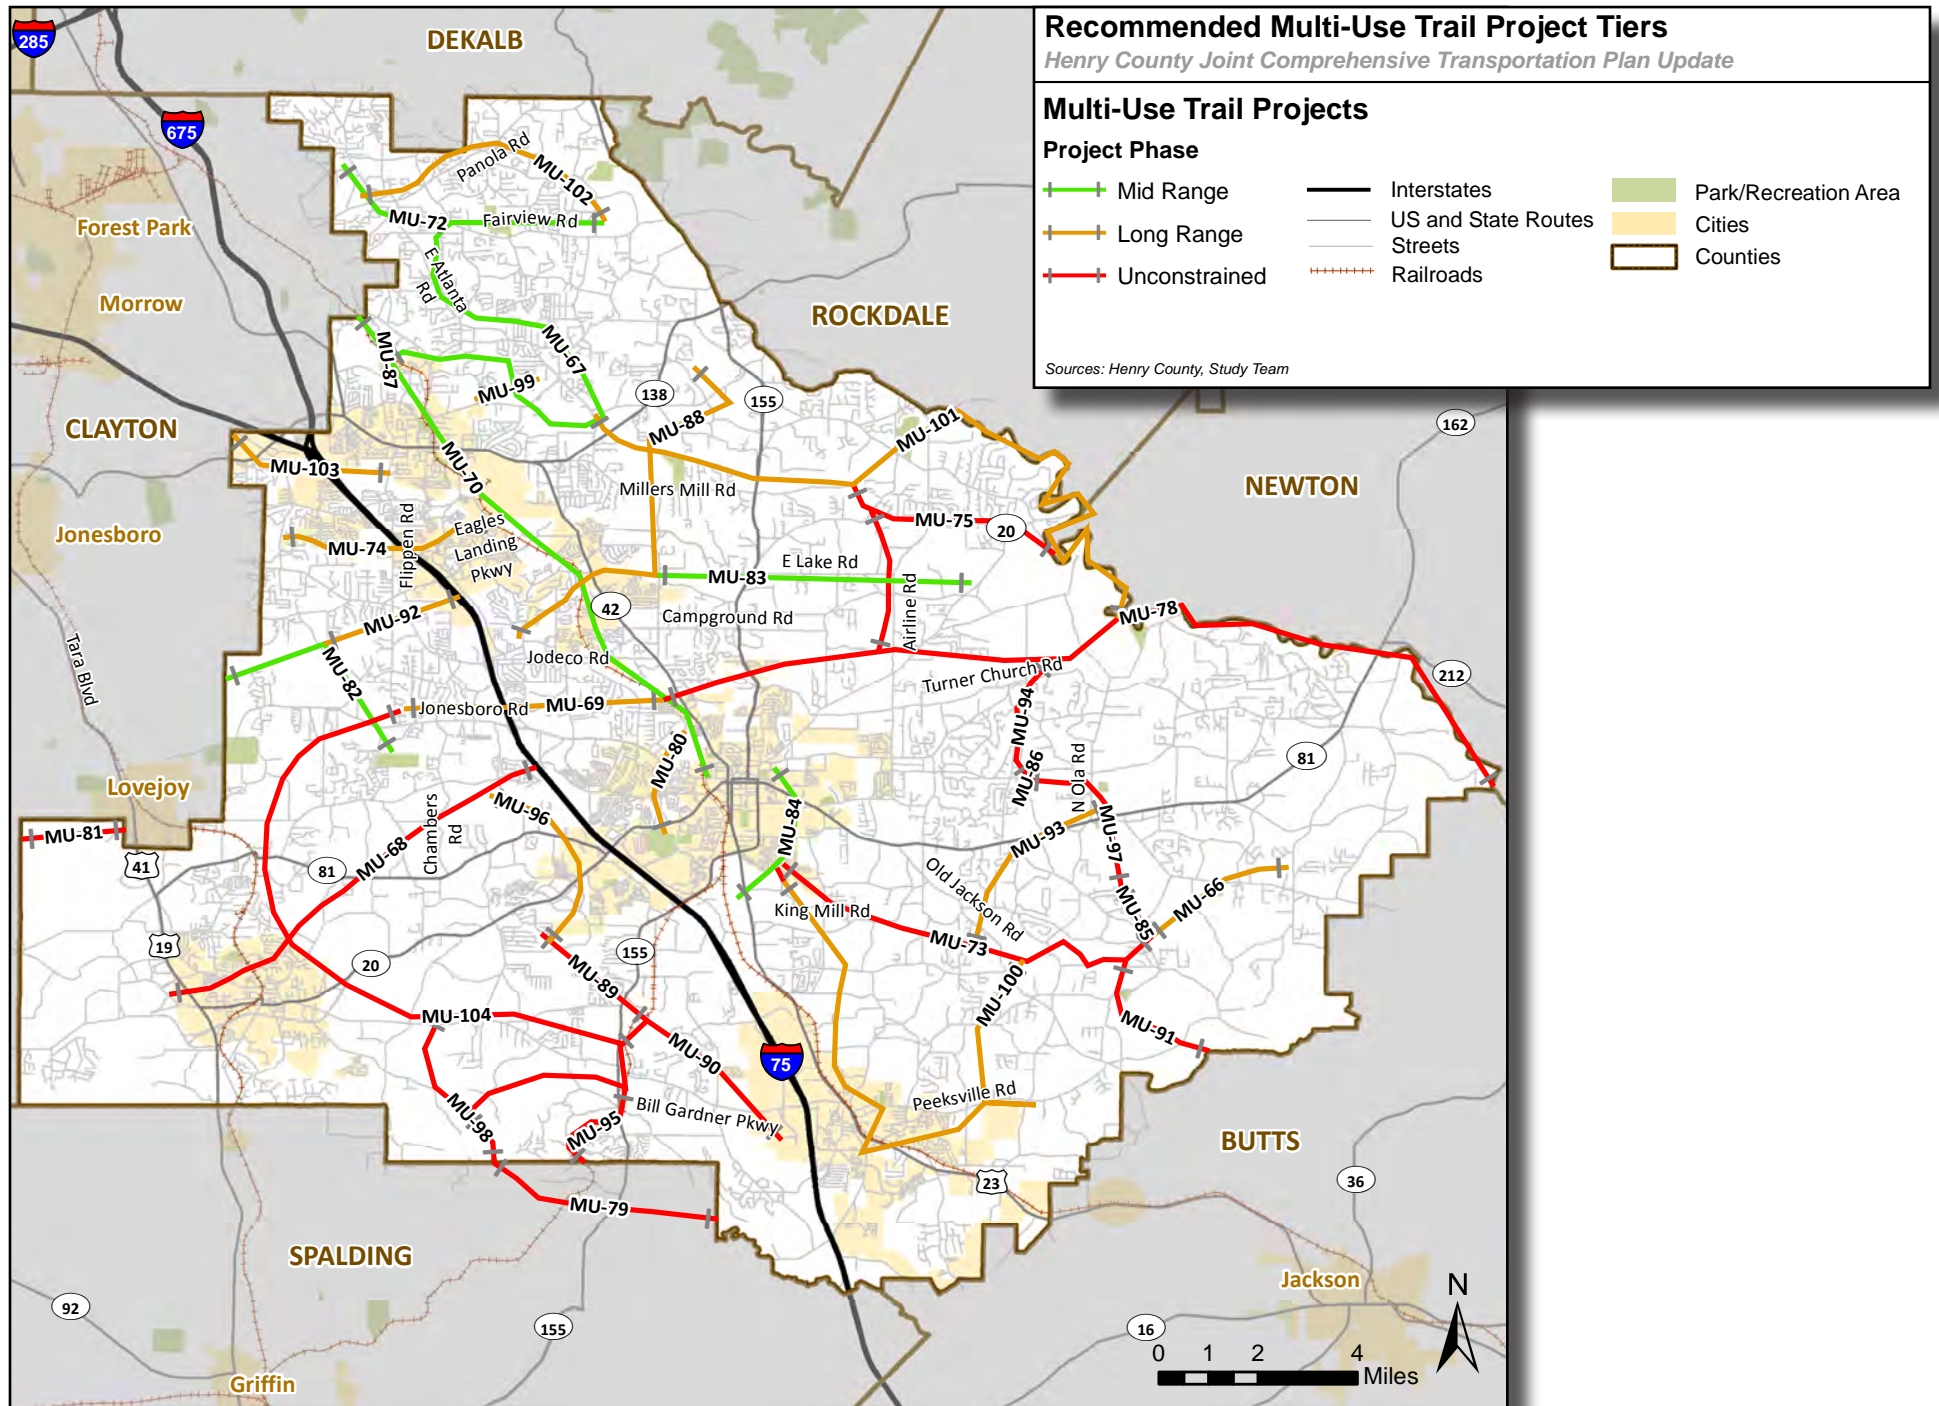 Recommended Multi-Use Trail Project Tiers
Henry County Joint Comprehensive Transportation Plan Update
Multi-Use Trail Projects
Project Phase
Mid Range
Long Range
Unconstrained
Interstates
US and State Routes
Streets
Railroads
Park/Recreation Area
Cities
Counties
Sources: Henry County, Study Team
285
DEKALB
675
Panola Rd
MU-102
MU-72
Fairview Rd
Forest Park
E Atlanta
Rd
Morrow
ROCKDALE
MU-67
MU-87
MU-99
138
155
MU-88
162
CLAYTON
MU-101
MU-103
MU-70
Millers Mill Rd
NEWTON
Jonesboro
Flippen Rd
Eagles
Landing
Pkwy
MU-74
MU-75
20
E Lake Rd
MU-83
Airline Rd
42
Campground Rd
MU-92
MU-78
Tara Blvd
MU-82
Jodeco Rd
Turner Church Rd
212
Jonesboro Rd
MU-69
MU-94
MU-80
81
MU-86
N Ola Rd
Lovejoy
MU-96
Chambers
Rd
MU-84
MU-81
MU-93
MU-97
MU-68
41
81
Old Jackson Rd
MU-66
King Mill Rd
MU-85
19
20
155
MU-73
MU-89
MU-100
MU-104
MU-91
MU-90
75
Peeksville Rd
MU-98
MU-95
Bill Gardner Pkwy
BUTTS
23
36
MU-79
SPALDING
Jackson
N
92
155
16
0 1 2 4
Miles
Griffin